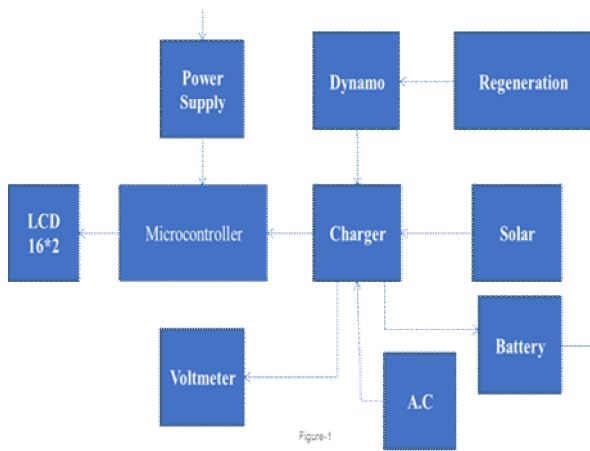 Power
Supply
Dynamo
Regeneration
LCD
16*2
Microcontroller
Charger
Solar
Voltmeter
Battery
A.C
Figure-1